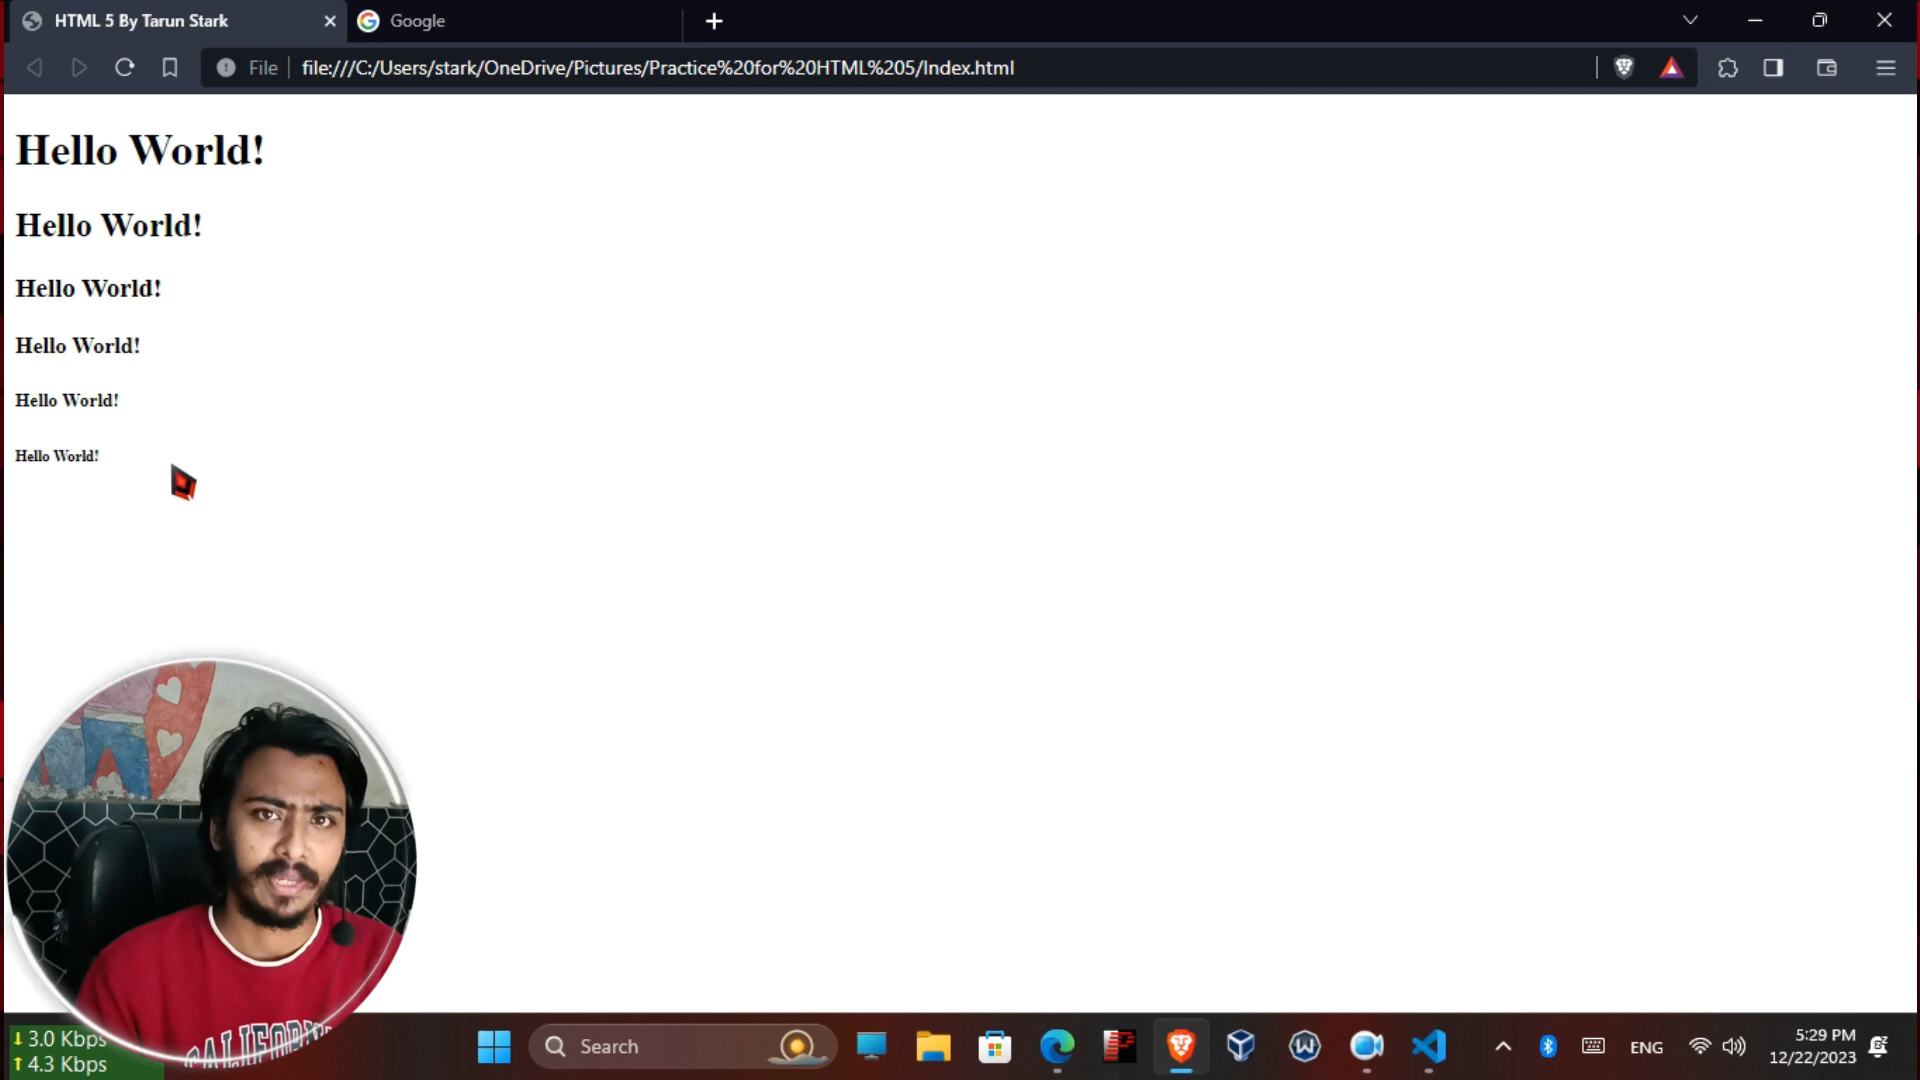 HTML 5 By Tarun Stark
Google
File
file:///C:/Users/stark/OneDrive/Pictures/Practice%20for%20HTML%205/Index.html
Hello World!
Hello World!
Hello World!
Hello World!
Hello World!
Hello World!
CALIFORN
3.0 Kbps
4.3 Kbps
Search
ENG
5:29 PM
12/22/2023